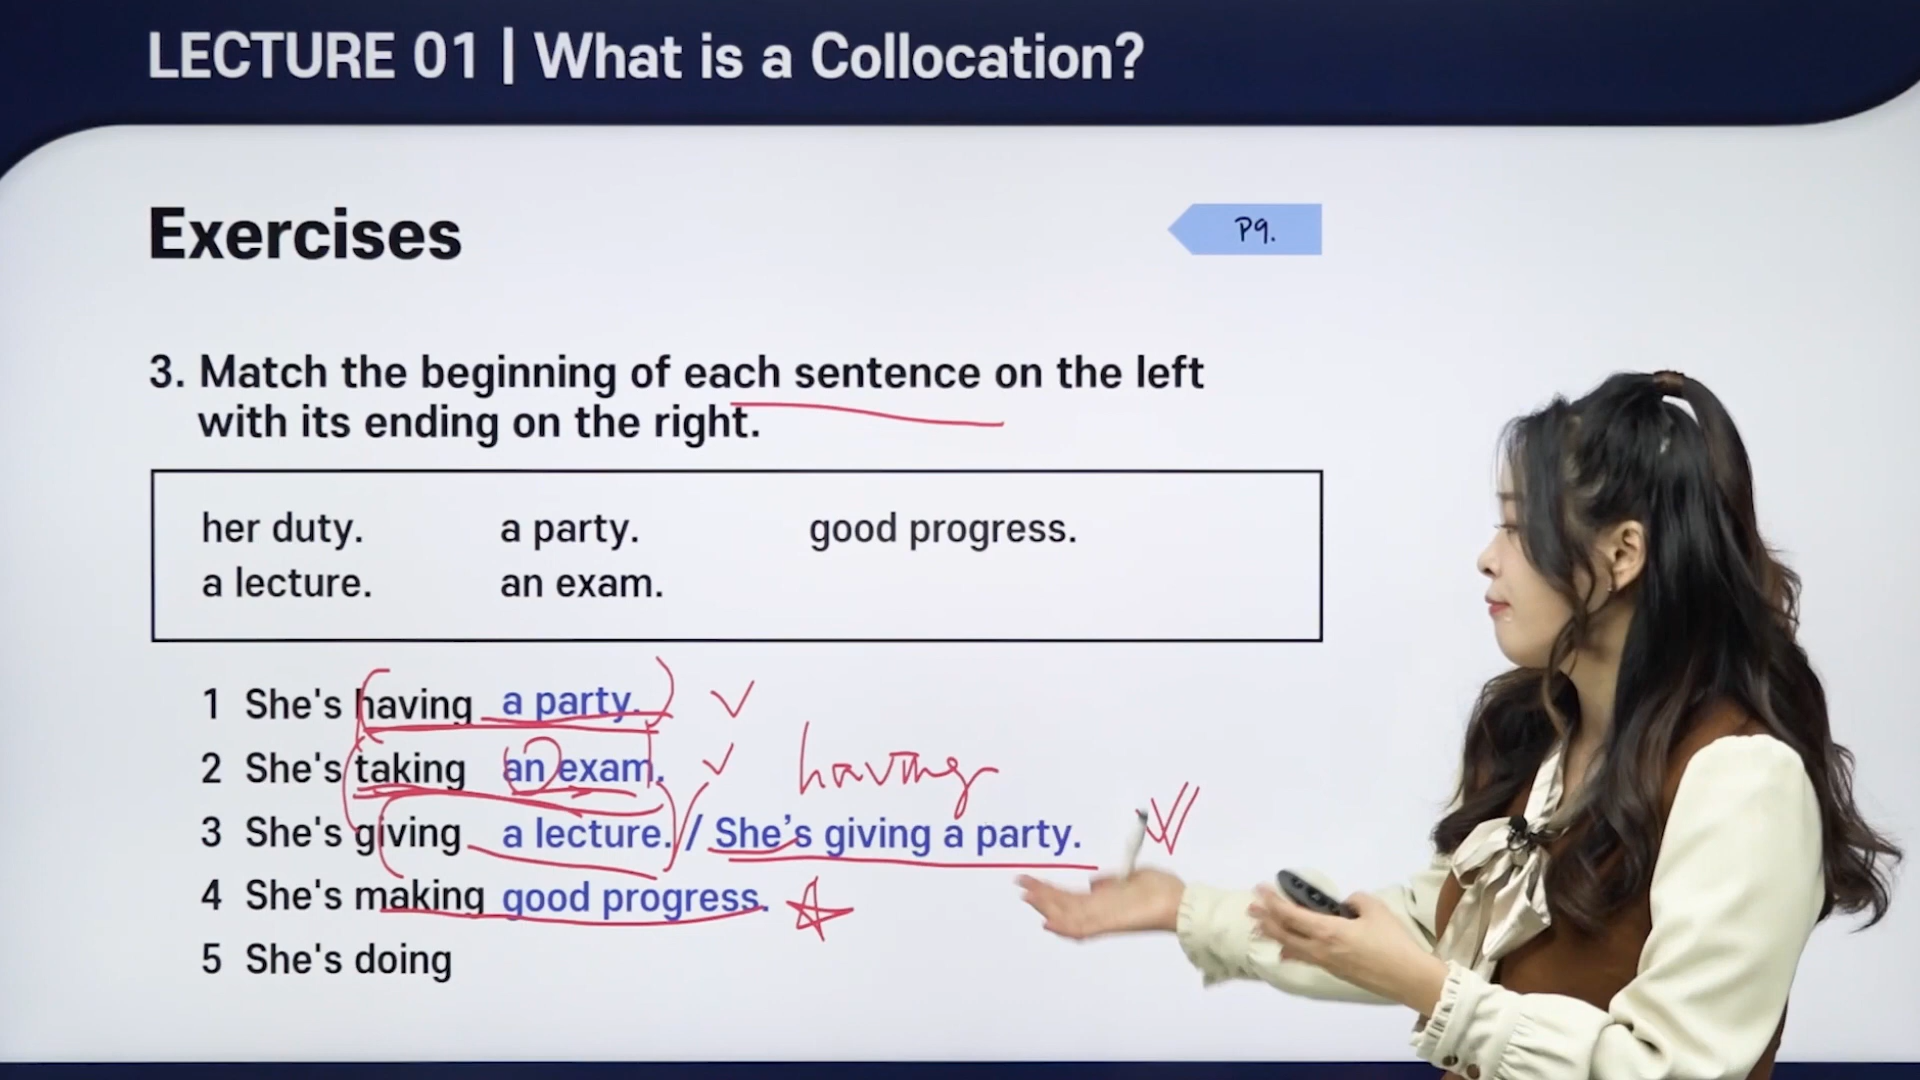 LECTURE 01 | What is a Collocation?
Exercises
P9.
3. Match the beginning of each sentence on the left
with its ending on the right.
her duty. a party. good progress.
a lecture. an exam.
1 She's having a party.
2 She's taking an exam. having
3 She's giving a lecture. / She’s giving a party.
4 She's making good progress.
5 She's doing